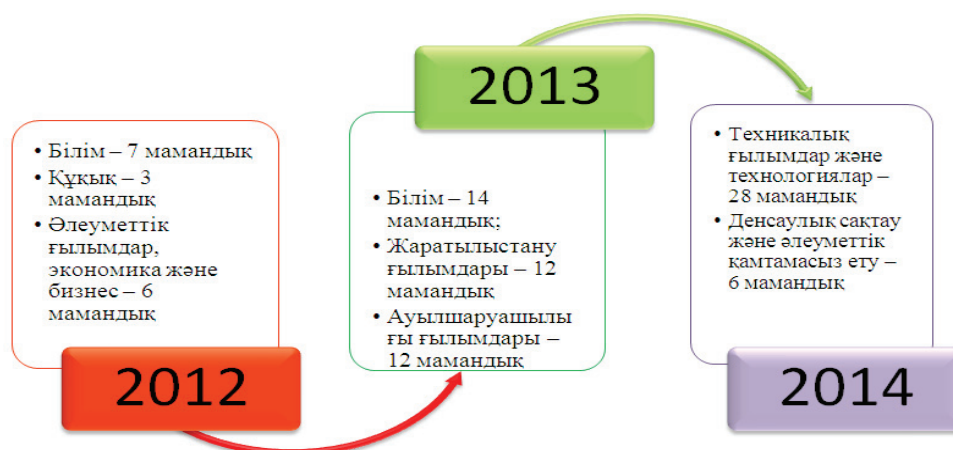 • Білім – 7 мамандық
• Құқық – 3
мамандық
• Әлеуметтік
ғылымдар,
экономика және
бизнес – 6
мамандық
2012
2013
• Білім – 14
мамандық;
• Жаратылыстану
ғылымдары – 12
мамандық
• Ауылшаруашылы
ғы ғылымдары –
12 мамандық
• Техникалық
ғылымдар және
технологиялар –
28 мамандық
• Денсаулық сақтау
және әлеуметтік
қамтамасыз ету –
6 мамандық
2014